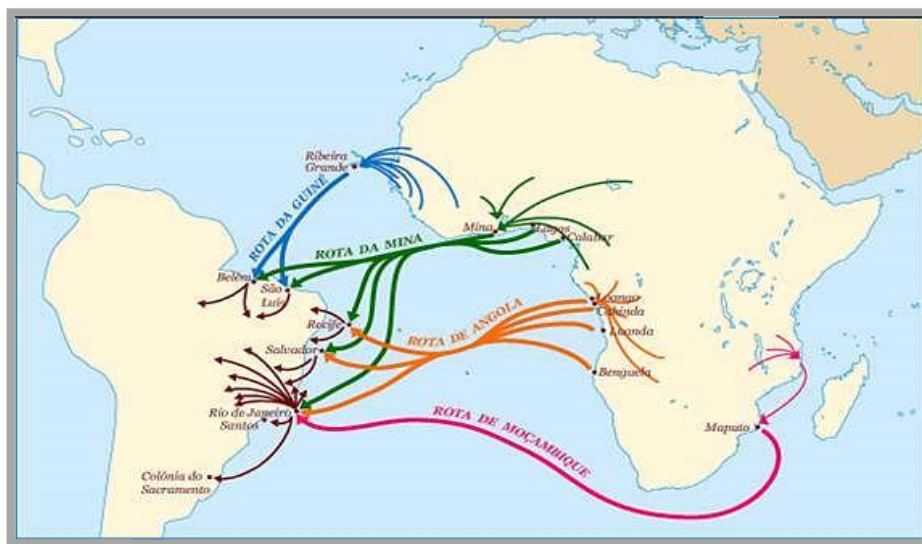 Ribeira
Grande
ROTA DA GUINÉ
Mina
Lagos
Calabar
ROTA DA MINA
Belém
São
Luís
Loango
Cabinda
Recife
ROTA DE ANGOLA
Luanda
Salvador
Benguela
Rio de Janeiro
Santos
ROTA DE MOÇAMBIQUE
Maputo
Colônia do
Sacramento